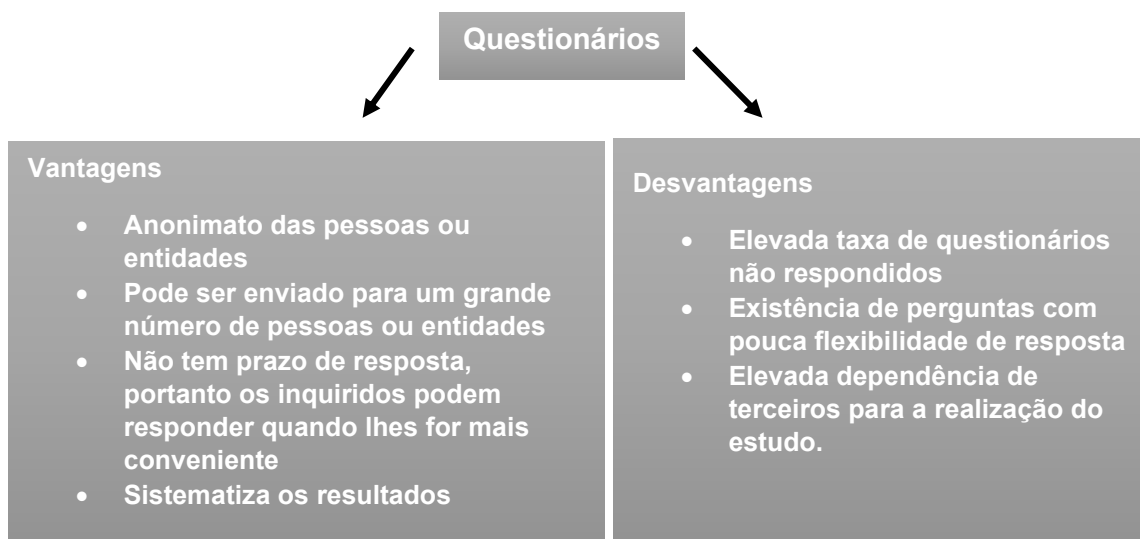 Questionários
Vantagens
• Anonimato das pessoas ou
entidades
• Pode ser enviado para um grande
número de pessoas ou entidades
• Não tem prazo de resposta,
portanto os inquiridos podem
responder quando lhes for mais
conveniente
• Sistematiza os resultados
Desvantagens
• Elevada taxa de questionários
não respondidos
• Existência de perguntas com
pouca flexibilidade de resposta
• Elevada dependência de
terceiros para a realização do
estudo.